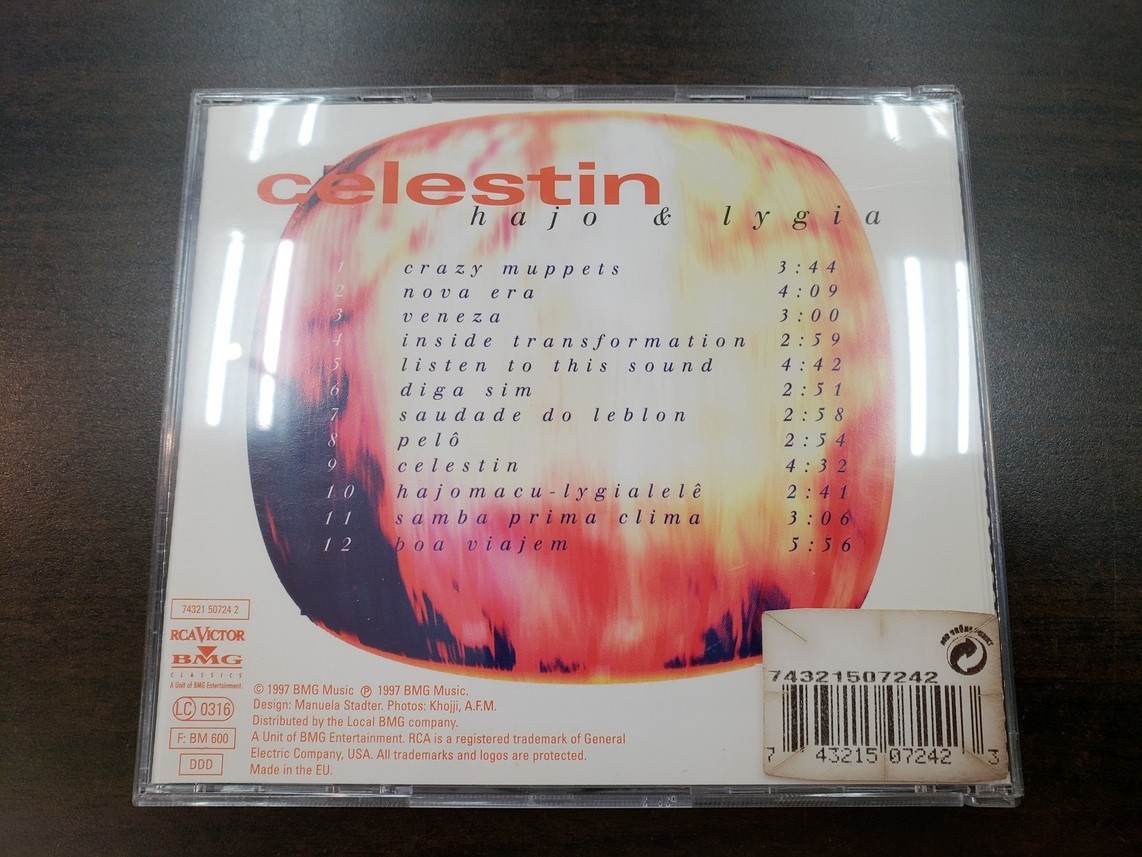 celestin
hajo & lygia
1 crazy muppets 3:44
2 nova era 4:09
3 veneza 3:00
4 inside transformation 2:59
5 listen to this sound 4:42
6 diga sim 2:51
7 saudade do leblon 2:58
8 pelô 2:54
9 celestin 4:32
10 hajomacu-lygialelê 2:41
11 samba prima clima 3:06
12 boa viajem 5:56
74321 50724 2
RCA VICTOR
BMG
CLASSICS
A Unit of BMG Entertainment.
LC 0316
F: BM 600
DDD
© 1997 BMG Music ℗ 1997 BMG Music.
Design: Manuela Stadter. Photos: Khojji, A.F.M.
Distributed by the Local BMG company.
A Unit of BMG Entertainment. RCA is a registered trademark of General
Electric Company, USA. All trademarks and logos are protected.
Made in the EU.
DER GRÜNE PUNKT
74321507242
7 43215 07242 3